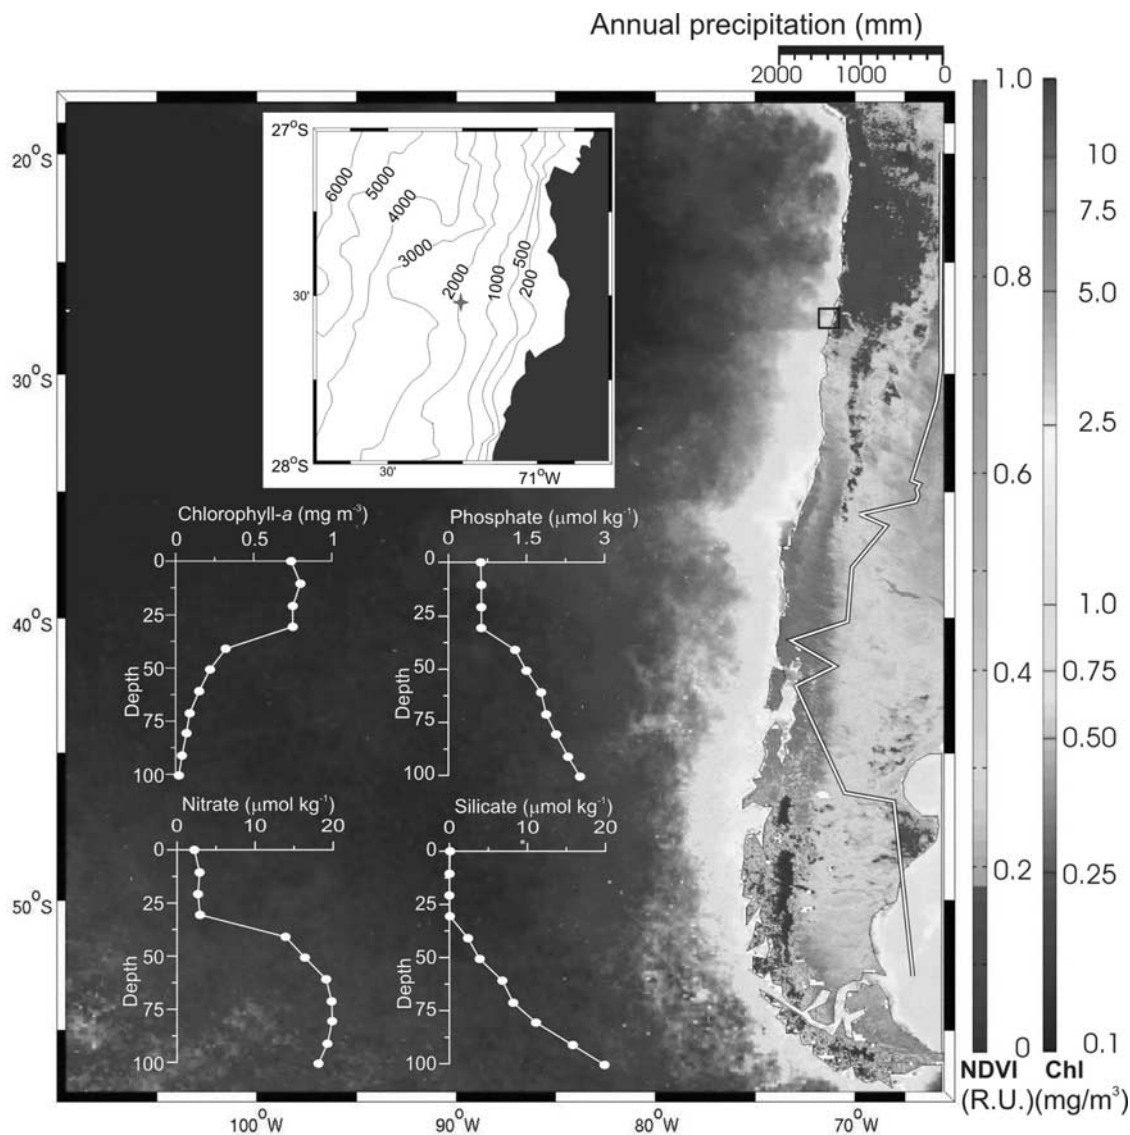 Annual precipitation (mm)
2000 1000 0
1.0
10
7.5
0.8
5.0
2.5
0.6
1.0
0.4
0.75
0.50
0.2
0.25
0
0.1
NDVI Chl
(R.U.)(mg/m³)
20°S
30°S
40°S
50°S
100°W 90°W 80°W 70°W
27°S
30'
28°S
30'
71°W
6000
5000
4000
3000
2000
1000
500
200
Chlorophyll-a (mg m⁻³)
0 0.5 1
0
25
50
75
100
Depth
Phosphate (μmol kg⁻¹)
0 1.5 3
0
25
50
75
100
Depth
Nitrate (μmol kg⁻¹)
0 10 20
0
25
50
75
100
Depth
Silicate (μmol kg⁻¹)
0 10 20
0
25
50
75
100
Depth